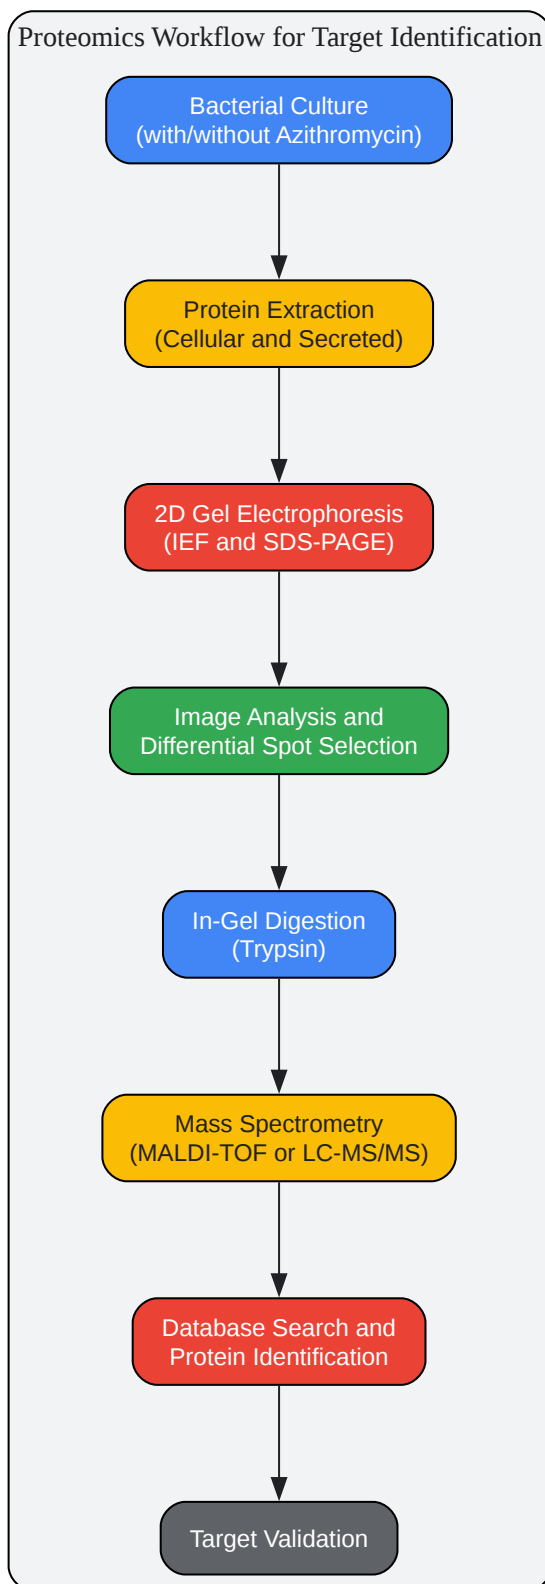 Proteomics Workflow for Target Identification
Bacterial Culture
(with/without Azithromycin)
Protein Extraction
(Cellular and Secreted)
2D Gel Electrophoresis
(IEF and SDS-PAGE)
Image Analysis and
Differential Spot Selection
In-Gel Digestion
(Trypsin)
Mass Spectrometry
(MALDI-TOF or LC-MS/MS)
Database Search and
Protein Identification
Target Validation